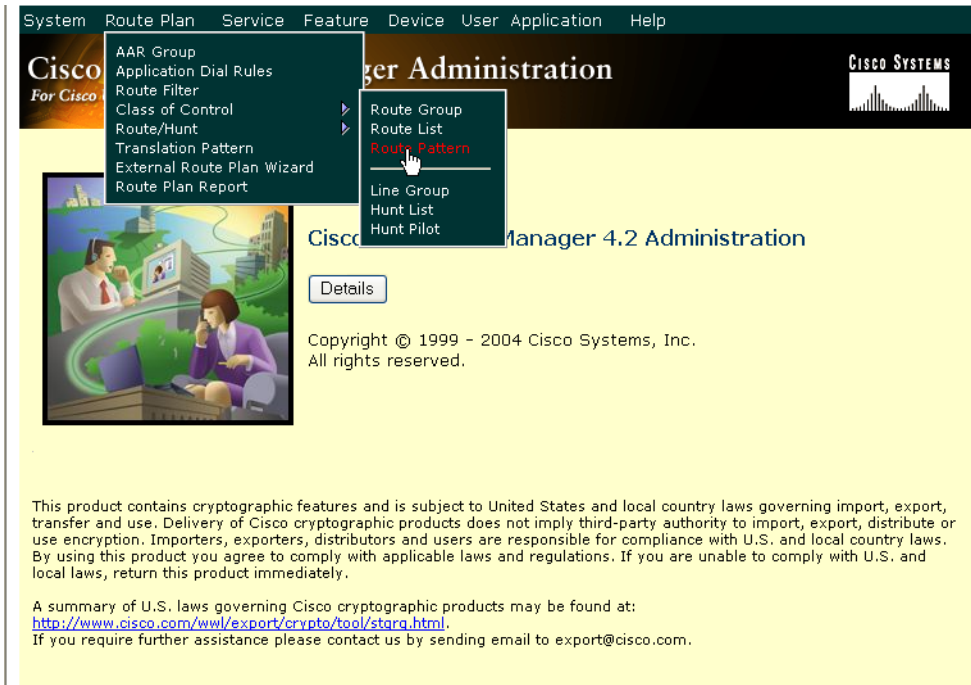 System Route Plan Service Feature Device User Application Help
Cisco
ger Administration
For Cisco
CISCO SYSTEMS
AAR Group
Application Dial Rules
Route Filter
Class of Control
Route/Hunt
Translation Pattern
External Route Plan Wizard
Route Plan Report
Route Group
Route List
Route Pattern
Line Group
Hunt List
Hunt Pilot
Cisco
Manager 4.2 Administration
Details
Copyright © 1999 - 2004 Cisco Systems, Inc.
All rights reserved.
This product contains cryptographic features and is subject to United States and local country laws governing import, export,
transfer and use. Delivery of Cisco cryptographic products does not imply third-party authority to import, export, distribute or
use encryption. Importers, exporters, distributors and users are responsible for compliance with U.S. and local country laws.
By using this product you agree to comply with applicable laws and regulations. If you are unable to comply with U.S. and
local laws, return this product immediately.
A summary of U.S. laws governing Cisco cryptographic products may be found at:
http://www.cisco.com/wwl/export/crypto/tool/stqrg.html.
If you require further assistance please contact us by sending email to export@cisco.com.